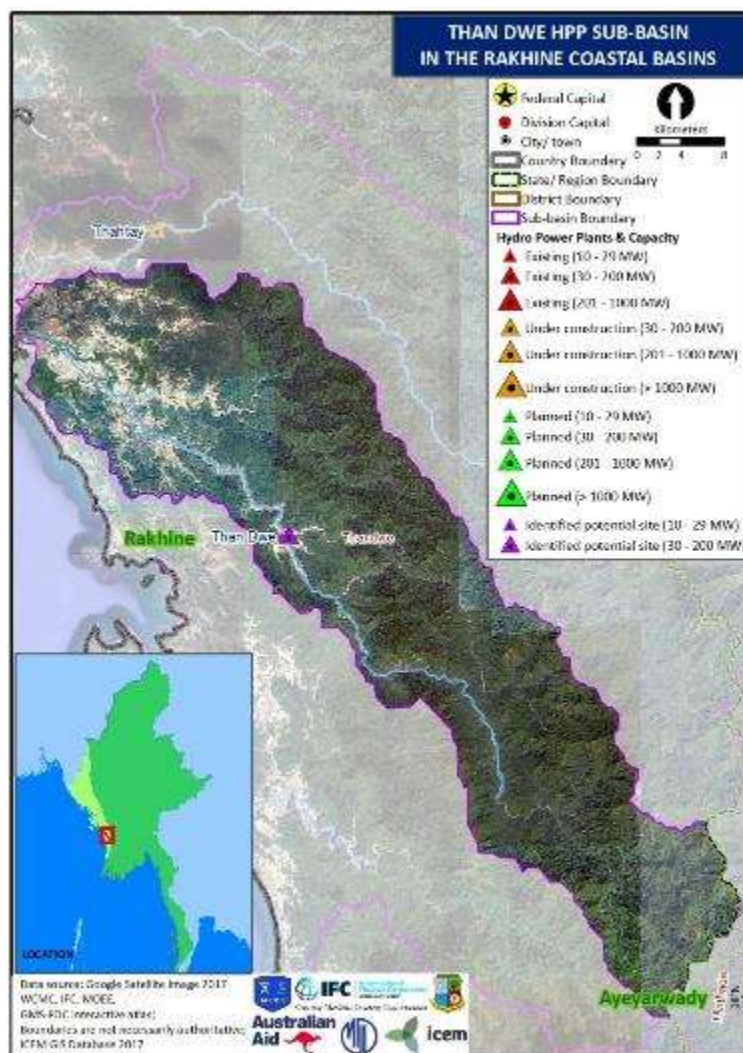 THAN DWE HPP SUB-BASIN
IN THE RAKHINE COASTAL BASINS
Federal Capital
Division Capital
City/ town
Kilometers
0 2 4 8
Country Boundary
State/ Region Boundary
District Boundary
Sub-basin Boundary
Hydro Power Plants & Capacity
Existing (10 - 29 MW)
Existing (30 - 200 MW)
Existing (201 - 1000 MW)
Under construction (30 - 200 MW)
Under construction (201 - 1000 MW)
Under construction (> 1000 MW)
Planned (10 - 29 MW)
Planned (30 - 200 MW)
Planned (201 - 1000 MW)
Planned (> 1000 MW)
Identified potential site (10 - 29 MW)
Identified potential site (30 - 200 MW)
Thahtay
Rakhine
Than Dwe
Thandwe
Ayeyarwady
LOCATION
Data source: Google Satellite Image 2017
WCMC, IFC, MOEE,
GMS-EOC interactive atlas;
Boundaries are not necessarily authoritative;
ICEM GIS Database 2017
IFC
Australian
Aid
icem